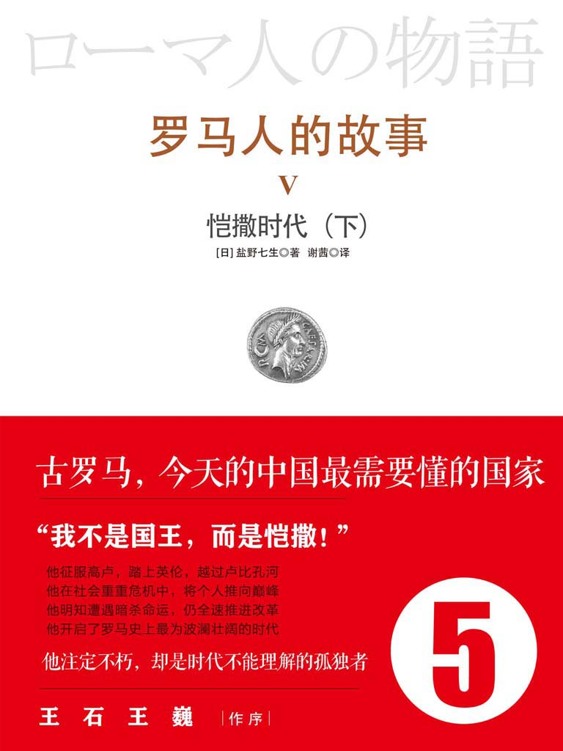 ローマ人の物語
罗马人的故事
V
恺撒时代（下）
[日] 盐野七生◎著 谢茜◎译
古罗马，今天的中国最需要懂的国家
“我不是国王，而是恺撒！”
他征服高卢，踏上英伦，越过卢比孔河
他在社会重重危机中，将个人推向巅峰
他明知遭遇暗杀命运，仍全速推进改革
他开启了罗马史上最为波澜壮阔的时代
他注定不朽，却是时代不能理解的孤独者
5
王石王巍 |作序|